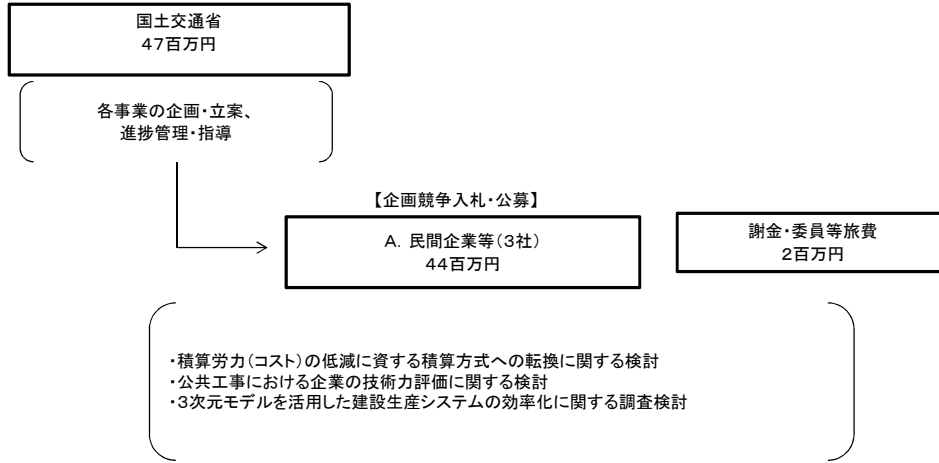 国土交通省
47百万円
各事業の企画・立案、
進捗管理・指導
【企画競争入札・公募】
A．民間企業等（3社）
44百万円
謝金・委員等旅費
2百万円
・積算労力（コスト）の低減に資する積算方式への転換に関する検討
・公共工事における企業の技術力評価に関する検討
・3次元モデルを活用した建設生産システムの効率化に関する調査検討